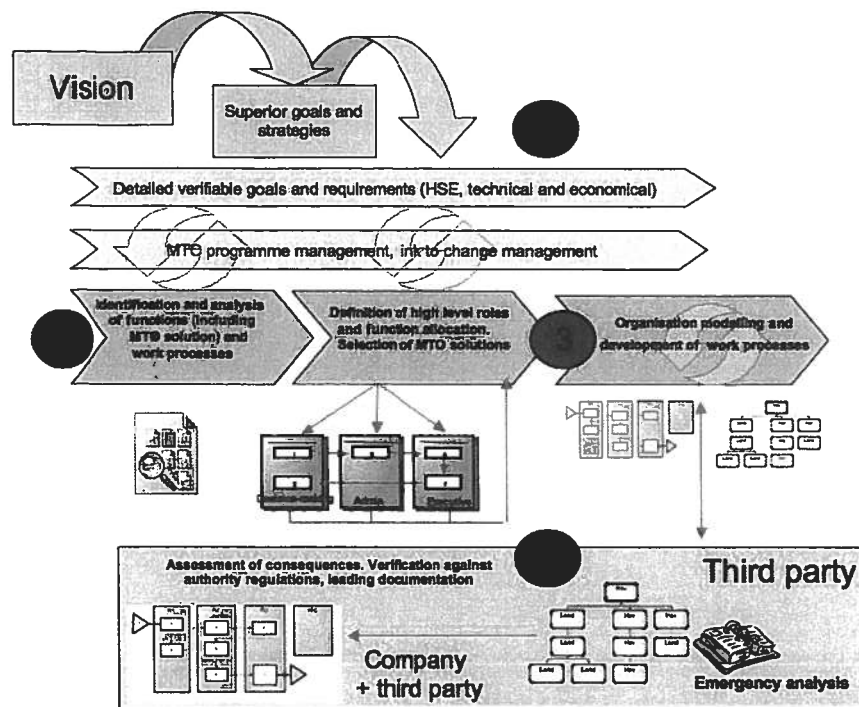 Vision
Superior goals and
strategies
Detailed verifiable goals and requirements (HSE, technical and economical)
MTO programme management, ink to change management
Identification and analysis
of functions (including
MTO solution) and
work processes
Definition of high level roles
and function allocation.
Selection of MTO solutions
3
Organisation modelling and
development of work processes
Admin
Executive
Assessment of consequences. Verification against
authority regulations, leading documentation
Third party
Company
+ third party
Emergency analysis